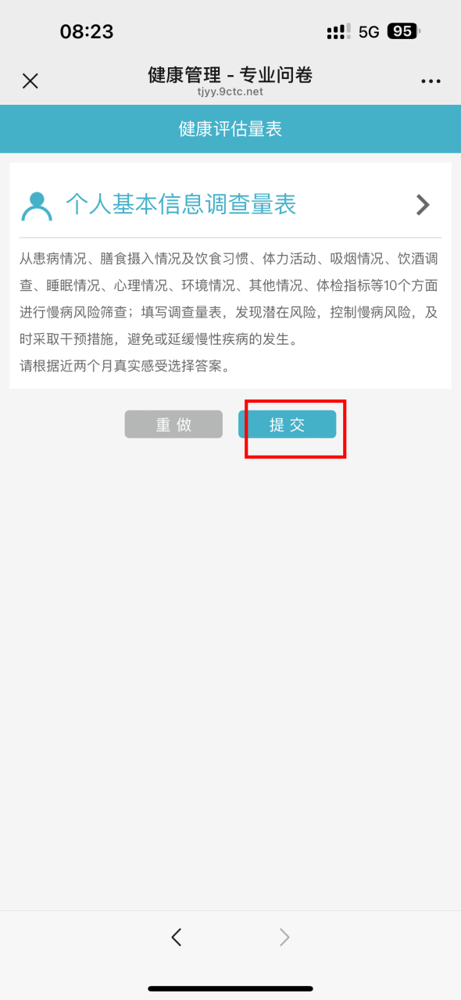 08:23
5G 95
健康管理 - 专业问卷
tjyy.9ctc.net
健康评估量表
个人基本信息调查量表
从患病情况、膳食摄入情况及饮食习惯、体力活动、吸烟情况、饮酒调
查、睡眠情况、心理情况、环境情况、其他情况、体检指标等10个方面
进行慢病风险筛查；填写调查量表，发现潜在风险，控制慢病风险，及
时采取干预措施，避免或延缓慢性疾病的发生。
请根据近两个月真实感受选择答案。
重 做
提 交